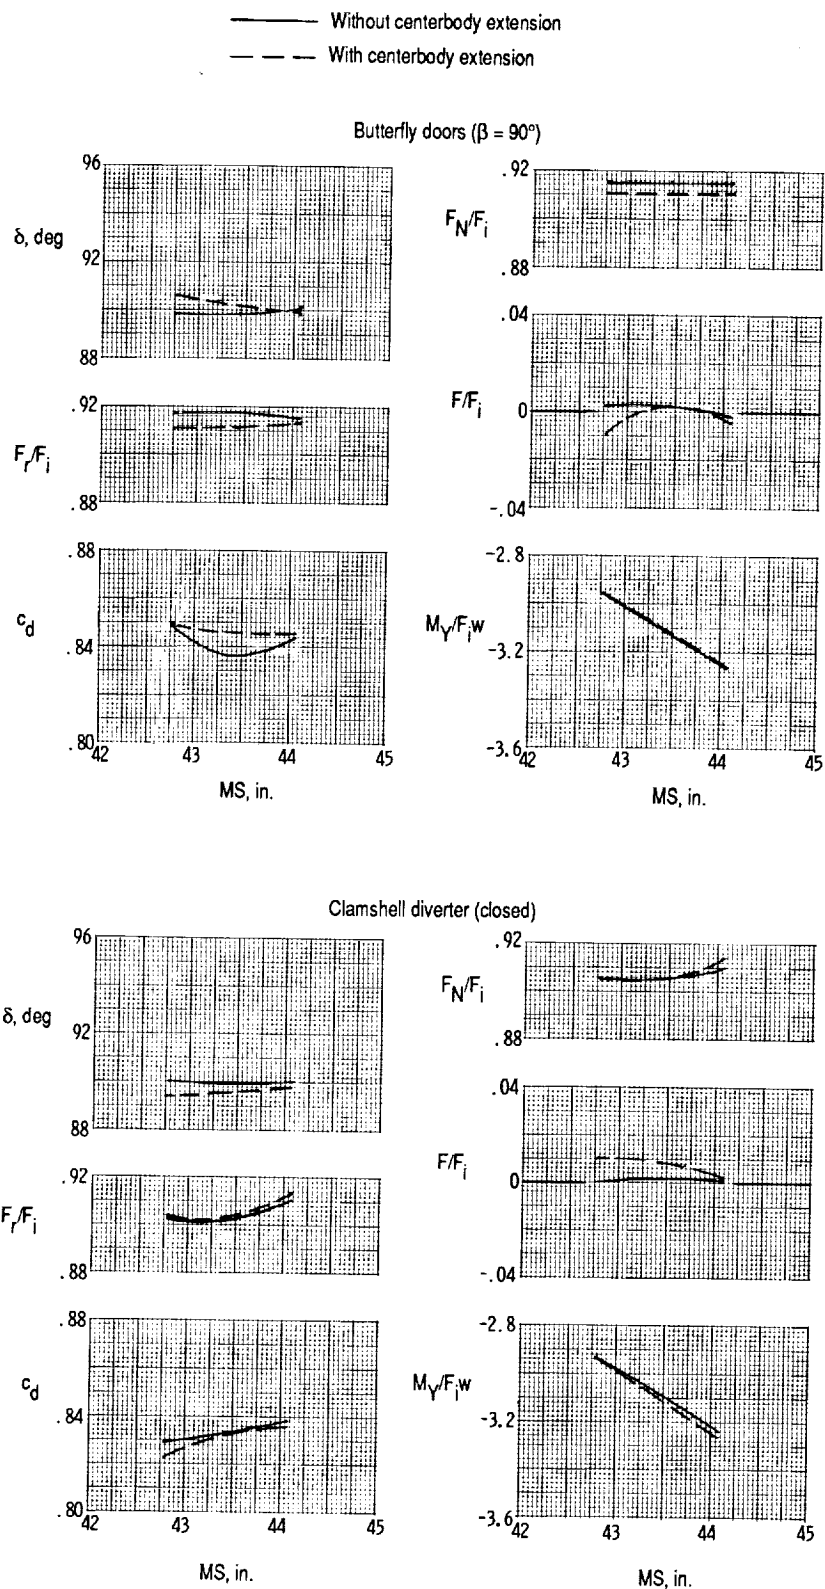 Without centerbody extension
With centerbody extension
Butterfly doors (β = 90°)
96
δ, deg
92
88
.92
F_r/F_i
.88
.88
c_d
.84
.80
42
43
44
45
MS, in.
.92
F_N/F_i
.88
.04
F/F_i
0
-.04
-2.8
M_Y/F_iw
-3.2
-3.6
42
43
44
45
MS, in.
Clamshell diverter (closed)
96
δ, deg
92
88
.92
F_r/F_i
.88
.88
c_d
.84
.80
42
43
44
45
MS, in.
.92
F_N/F_i
.88
.04
F/F_i
0
-.04
-2.8
M_Y/F_iw
-3.2
-3.6
42
43
44
45
MS, in.